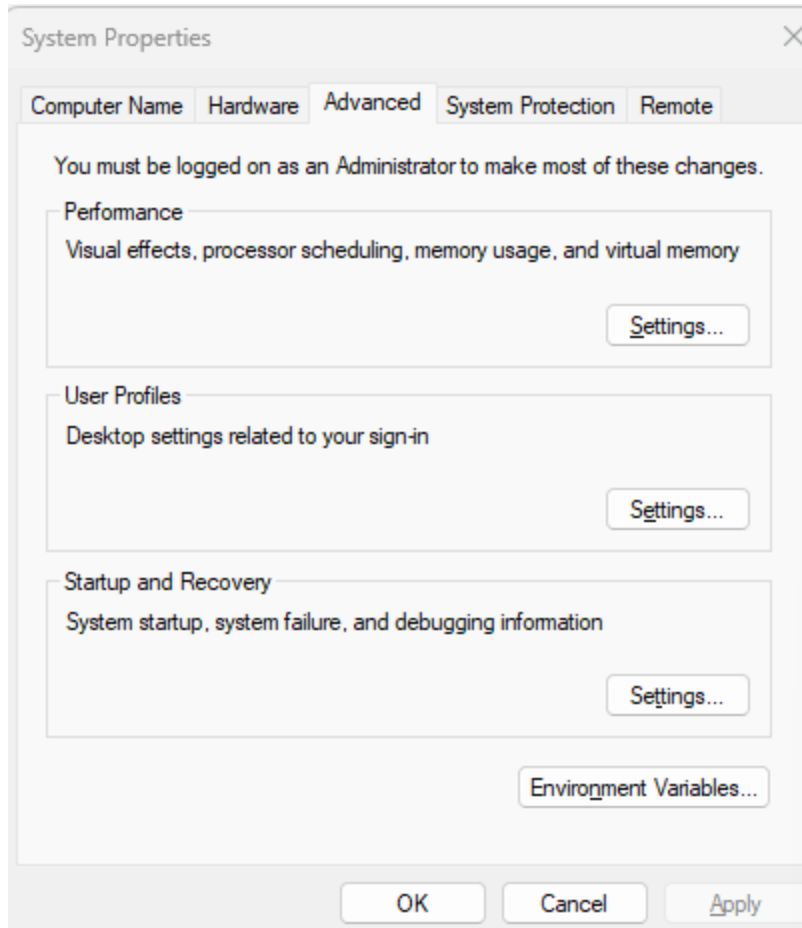 System Properties
Computer Name Hardware Advanced System Protection Remote
You must be logged on as an Administrator to make most of these changes.
Performance
Visual effects, processor scheduling, memory usage, and virtual memory
Settings...
User Profiles
Desktop settings related to your sign-in
Settings...
Startup and Recovery
System startup, system failure, and debugging information
Settings...
Environment Variables...
OK Cancel Apply